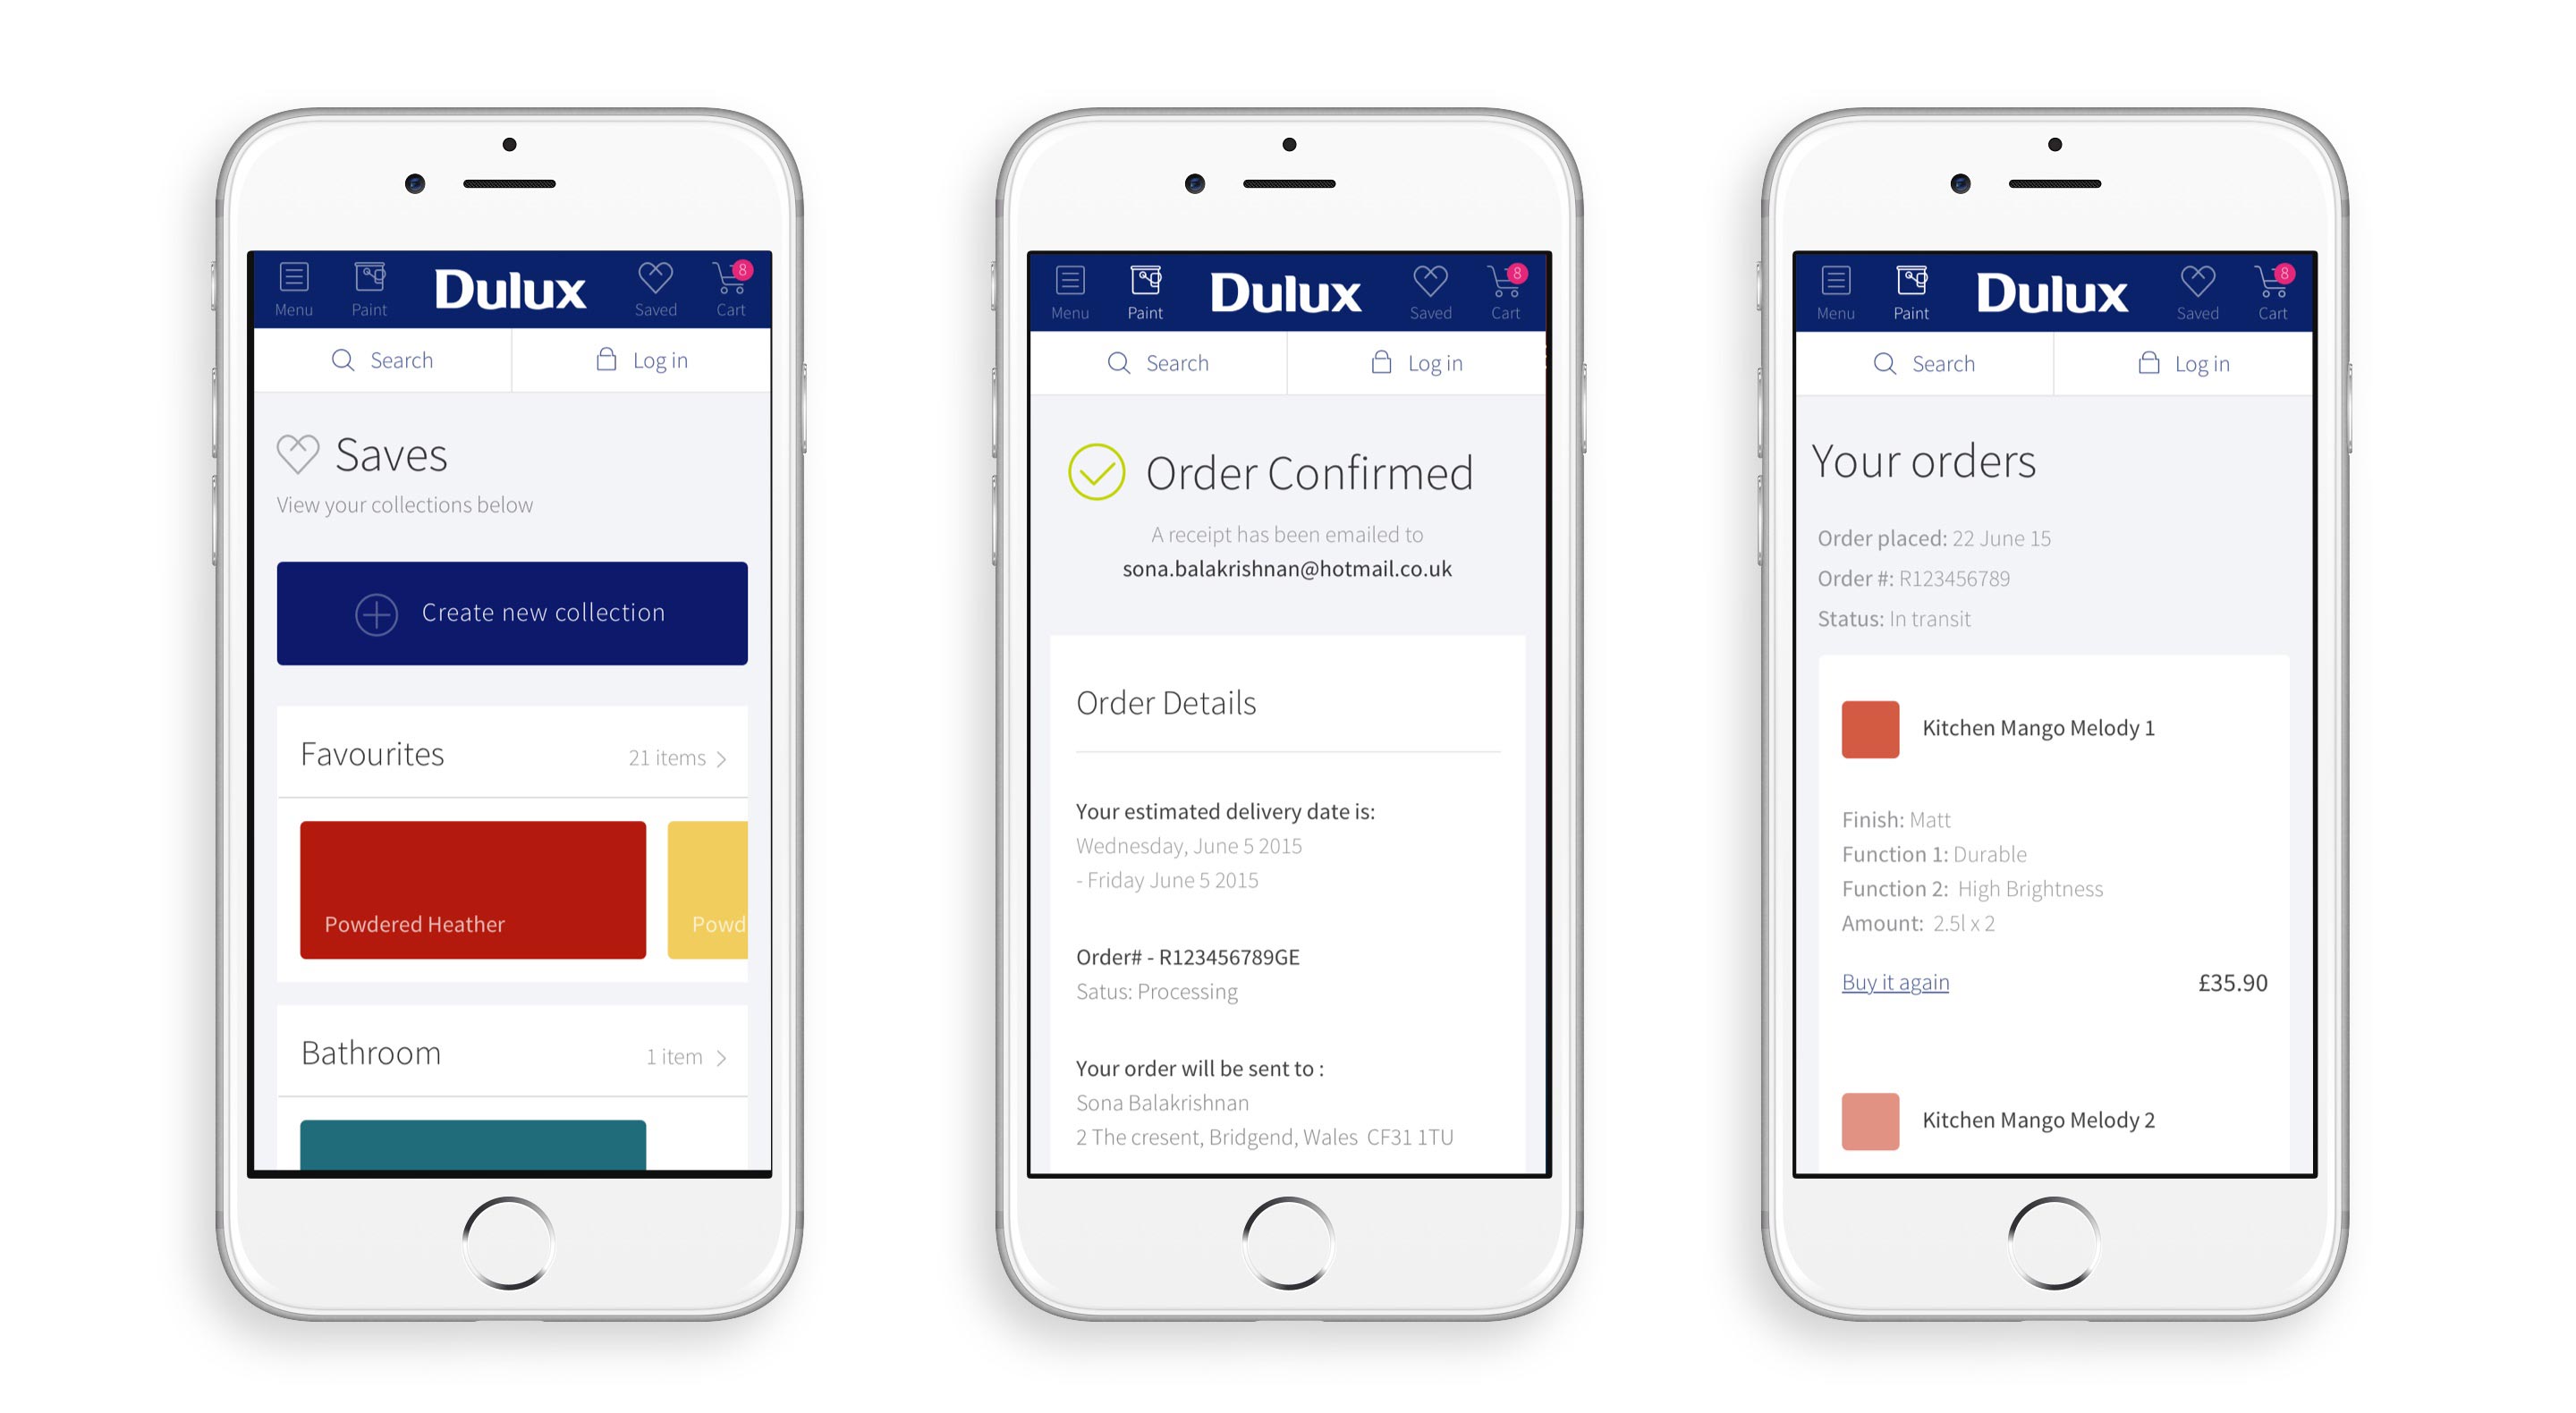 Menu Paint Dulux Saved Cart 8
Search Log in
Saves
View your collections below
Create new collection
Favourites 21 items
Powdered Heather Powd
Bathroom 1 item
Menu Paint Dulux Saved Cart 8
Search Log in
Order Confirmed
A receipt has been emailed to
sona.balakrishnan@hotmail.co.uk
Order Details
Your estimated delivery date is:
Wednesday, June 5 2015
- Friday June 5 2015
Order# - R123456789GE
Satus: Processing
Your order will be sent to :
Sona Balakrishnan
2 The cresent, Bridgend, Wales CF31 1TU
Menu Paint Dulux Saved Cart 8
Search Log in
Your orders
Order placed: 22 June 15
Order #: R123456789
Status: In transit
Kitchen Mango Melody 1
Finish: Matt
Function 1: Durable
Function 2: High Brightness
Amount: 2.5l x 2
Buy it again £35.90
Kitchen Mango Melody 2